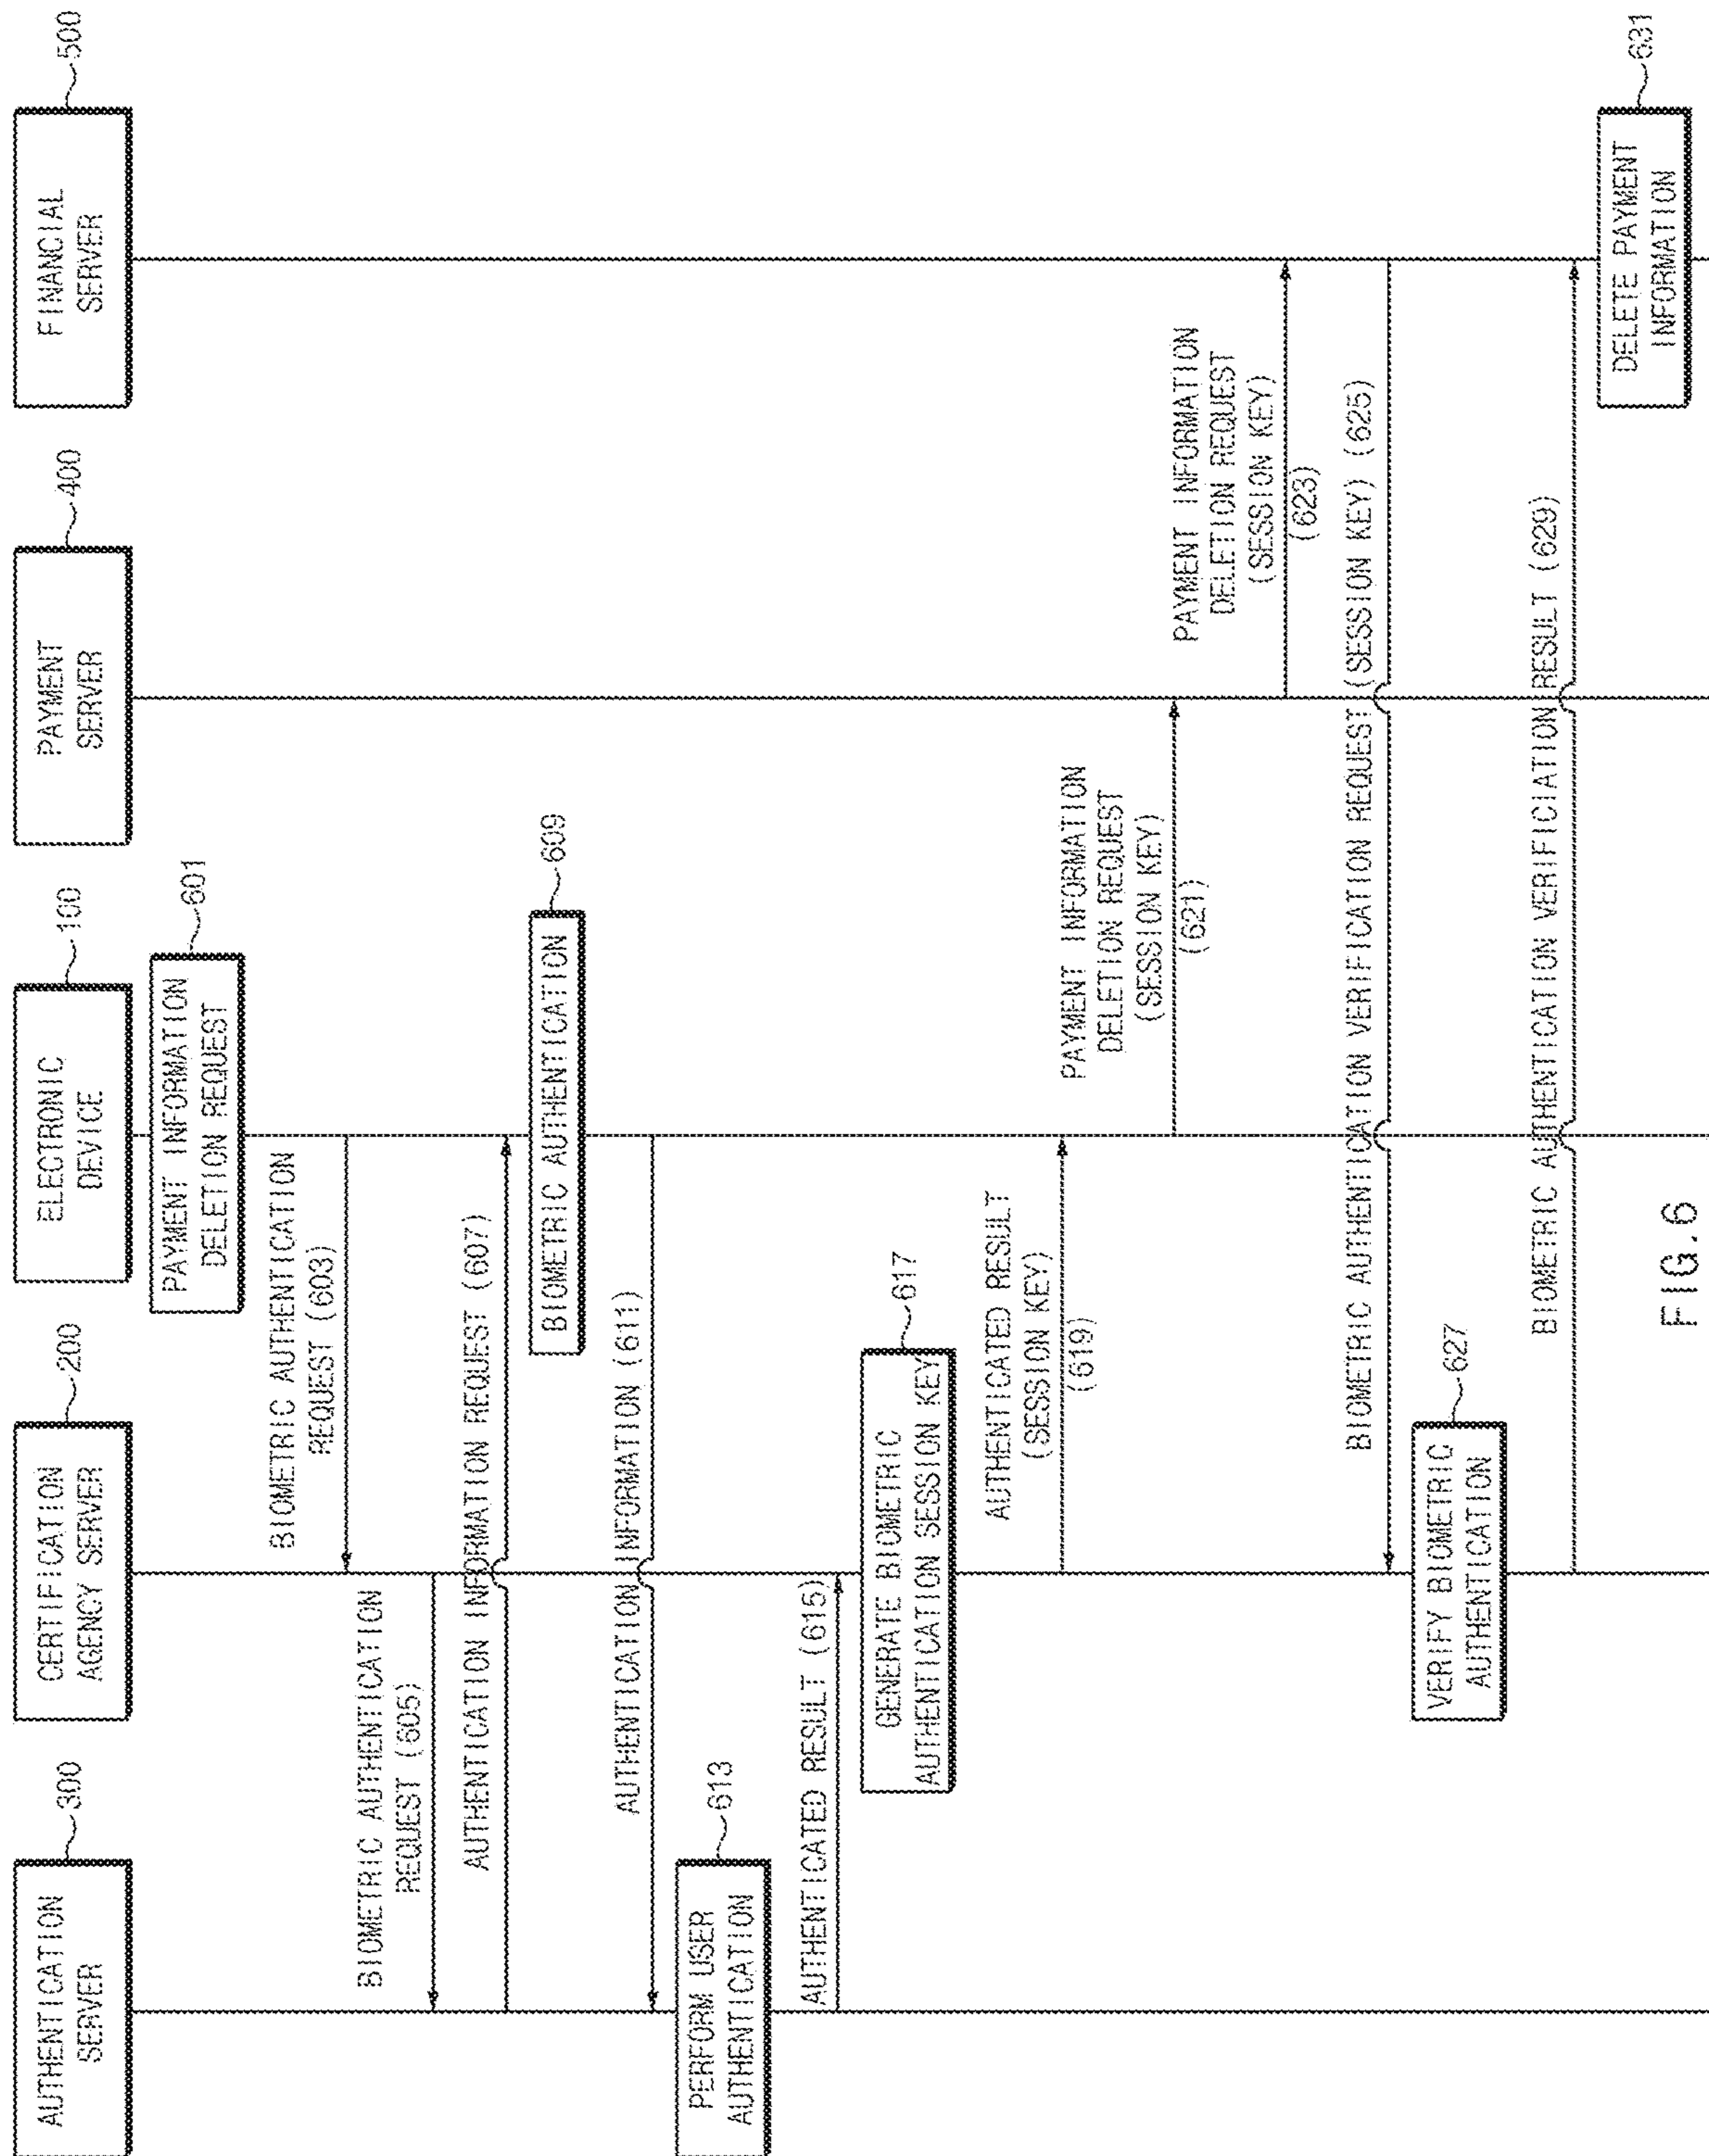 AUTHENTICATION
SERVER
300
CERTIFICATION
AGENCY SERVER
200
ELECTRONIC
DEVICE
100
PAYMENT
SERVER
400
FINANCIAL
SERVER
500
PAYMENT INFORMATION
DELETION REQUEST
601
BIOMETRIC AUTHENTICATION
REQUEST (603)
BIOMETRIC AUTHENTICATION
REQUEST (605)
AUTHENTICATION INFORMATION REQUEST (607)
BIOMETRIC AUTHENTICATION
609
AUTHENTICATION INFORMATION (611)
PERFORM USER
AUTHENTICATION
613
AUTHENTICATED RESULT (615)
GENERATE BIOMETRIC
AUTHENTICATION SESSION KEY
617
AUTHENTICATED RESULT
(SESSION KEY)
(619)
PAYMENT INFORMATION
DELETION REQUEST
(SESSION KEY)
(621)
PAYMENT INFORMATION
DELETION REQUEST
(SESSION KEY)
(623)
BIOMETRIC AUTHENTICATION VERIFICATION REQUEST (SESSION KEY) (625)
VERIFY BIOMETRIC
AUTHENTICATION
627
BIOMETRIC AUTHENTICATION VERIFICIATION RESULT (629)
DELETE PAYMENT
INFORMATION
631
FIG.6